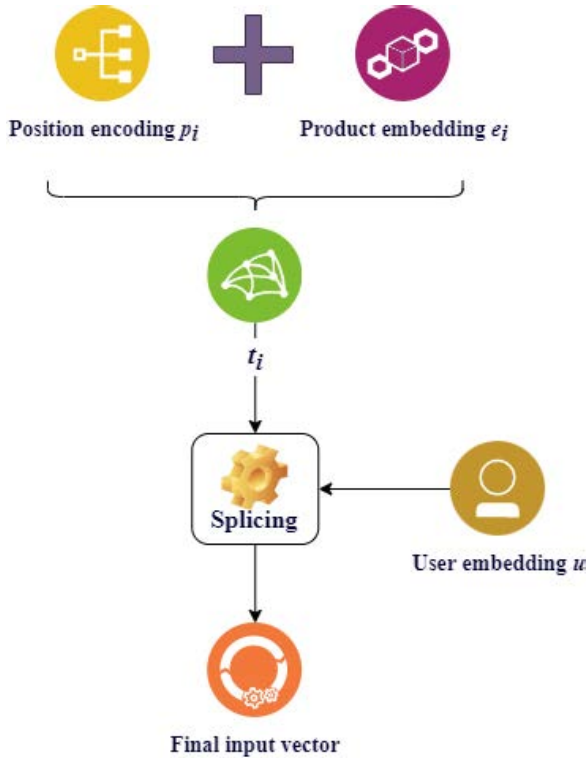 Position encoding pᵢ
Product embedding eᵢ
tᵢ
Splicing
User embedding u
Final input vector